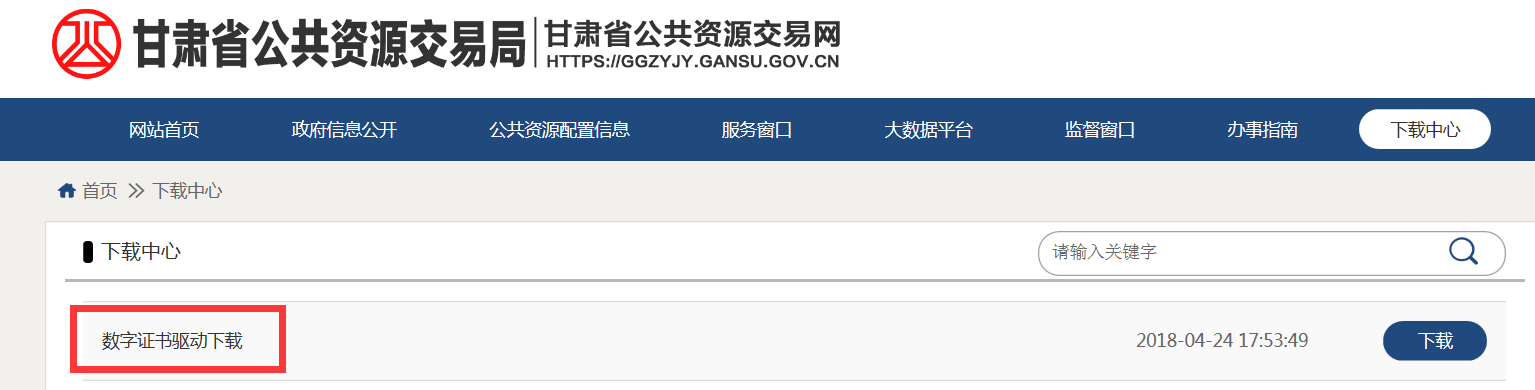 甘肃省公共资源交易局
甘肃省公共资源交易网
HTTPS://GGZYJY.GANSU.GOV.CN
网站首页 政府信息公开 公共资源配置信息 服务窗口 大数据平台 监督窗口 办事指南 下载中心
首页 下载中心
下载中心 请输入关键字
数字证书驱动下载 2018-04-24 17:53:49 下载